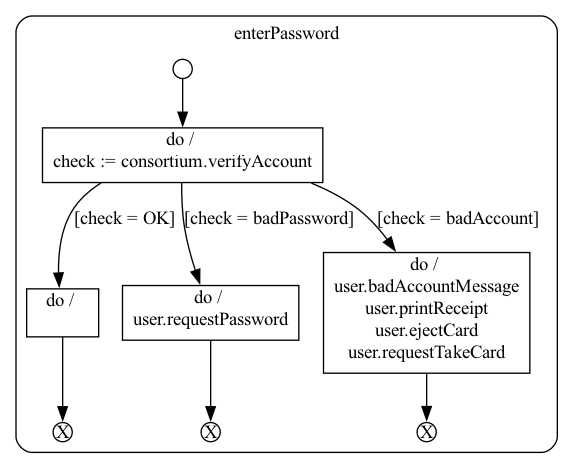 enterPassword
do /
check := consortium.verifyAccount
[check = OK]
[check = badPassword]
[check = badAccount]
do /
do /
user.requestPassword
do /
user.badAccountMessage
user.printReceipt
user.ejectCard
user.requestTakeCard
X
X
X